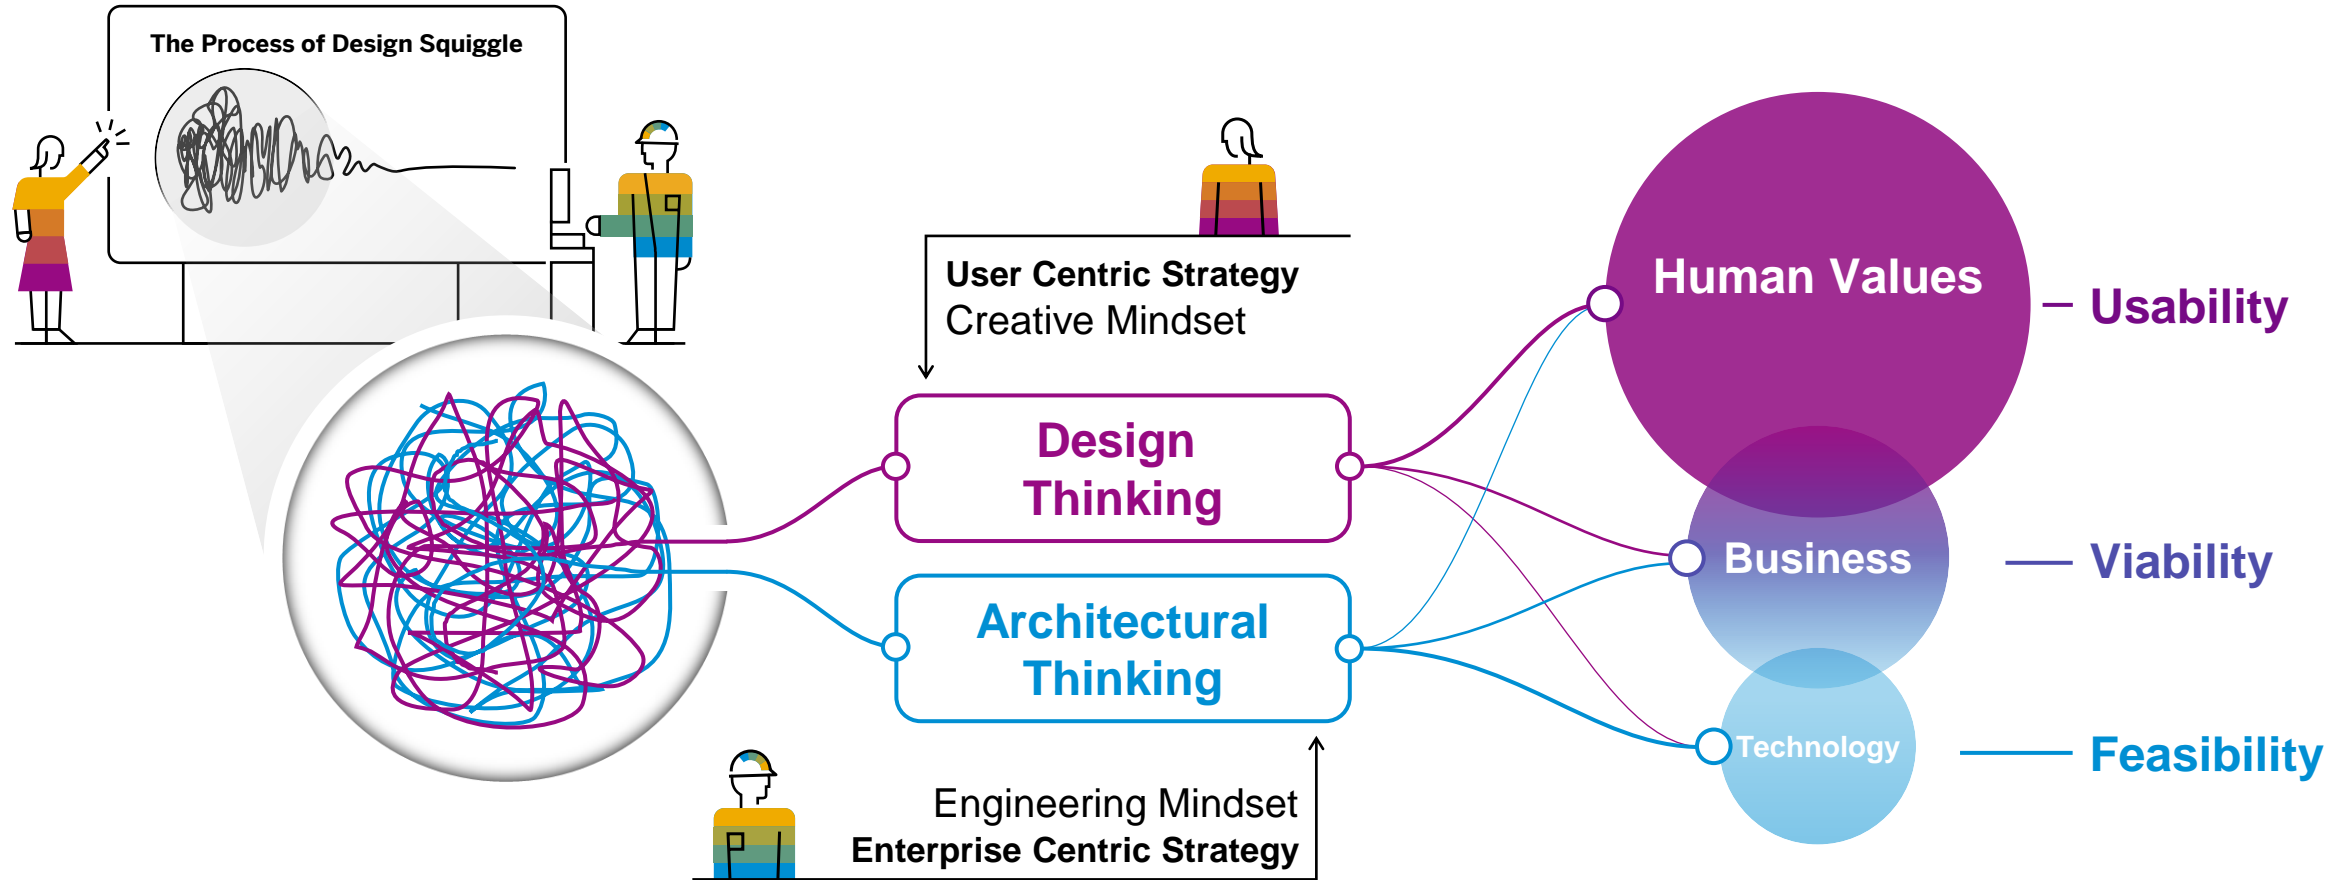 The Process of Design Squiggle
User Centric Strategy
Creative Mindset
Design
Thinking
Architectural
Thinking
Engineering Mindset
Enterprise Centric Strategy
Human Values
Usability
Business
Viability
Technology
Feasibility